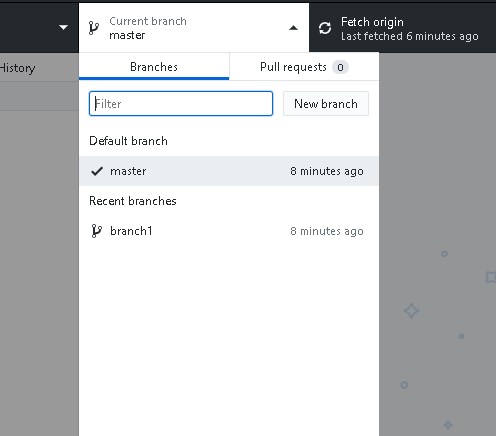 Current branch
master
Fetch origin
Last fetched 6 minutes ago
History
Branches
Pull requests 0
Filter
New branch
Default branch
master 8 minutes ago
Recent branches
branch1 8 minutes ago